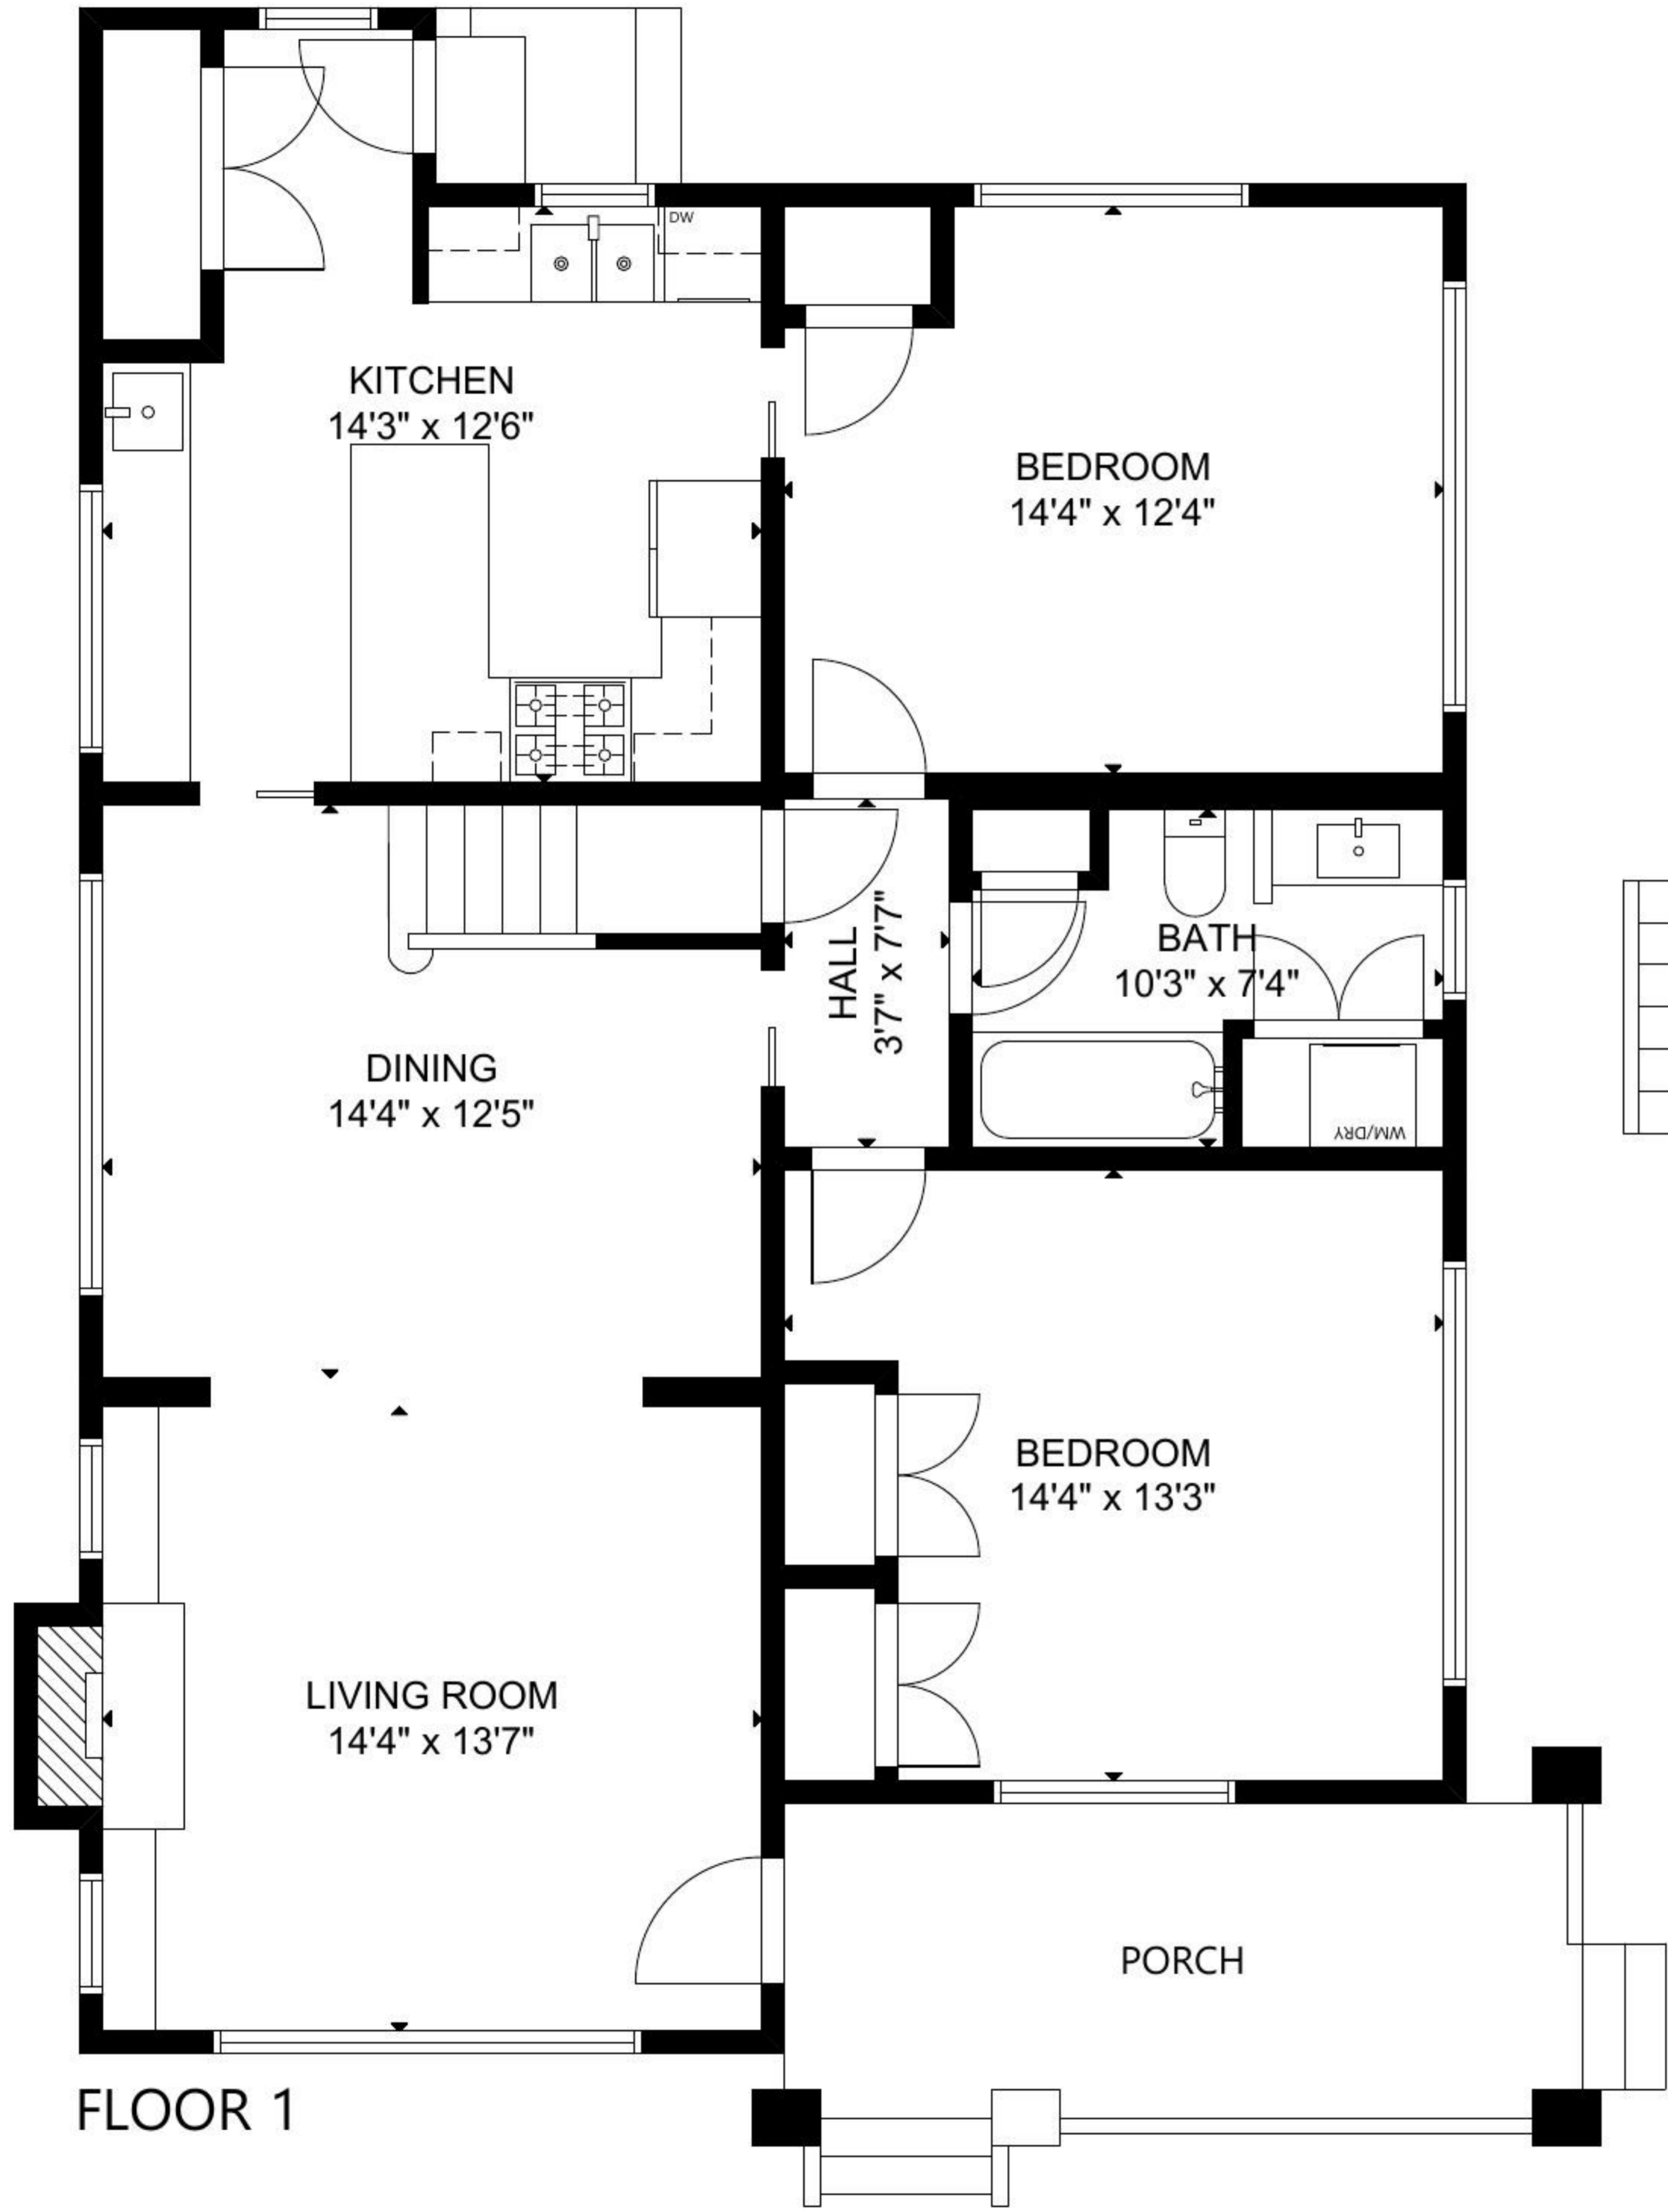 DW
KITCHEN
14'3" x 12'6"
BEDROOM
14'4" x 12'4"
HALL
3'7" x 7'7"
BATH
10'3" x 7'4"
WM/DRY
DINING
14'4" x 12'5"
BEDROOM
14'4" x 13'3"
LIVING ROOM
14'4" x 13'7"
PORCH
FLOOR 1